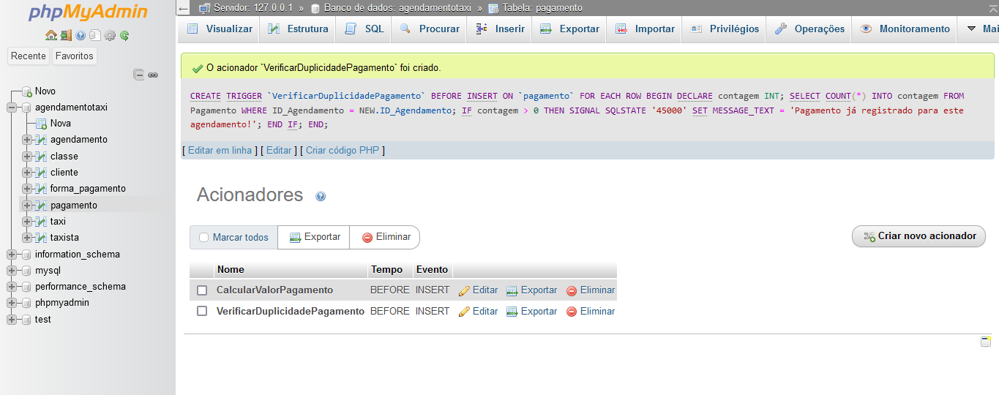 phpMyAdmin
Recente Favoritos
Novo
agendamentotaxi
Nova
agendamento
classe
cliente
forma_pagamento
pagamento
taxi
taxista
information_schema
mysql
performance_schema
phpmyadmin
test
Servidor: 127.0.0.1 » Banco de dados: agendamentotaxi » Tabela: pagamento
Visualizar Estrutura SQL Procurar Inserir Exportar Importar Privilégios Operações Monitoramento Mai
O acionador `VerificarDuplicidadePagamento` foi criado.
CREATE TRIGGER `VerificarDuplicidadePagamento` BEFORE INSERT ON `pagamento` FOR EACH ROW BEGIN DECLARE contagem INT; SELECT COUNT(*) INTO contagem FROM
Pagamento WHERE ID_Agendamento = NEW.ID_Agendamento; IF contagem > 0 THEN SIGNAL SQLSTATE '45000' SET MESSAGE_TEXT = 'Pagamento já registrado para este
agendamento!'; END IF; END;
[ Editar em linha ] [ Editar ] [ Criar código PHP ]
Acionadores
Marcar todos Exportar Eliminar
Criar novo acionador
Nome Tempo Evento
CalcularValorPagamento BEFORE INSERT Editar Exportar Eliminar
VerificarDuplicidadePagamento BEFORE INSERT Editar Exportar Eliminar